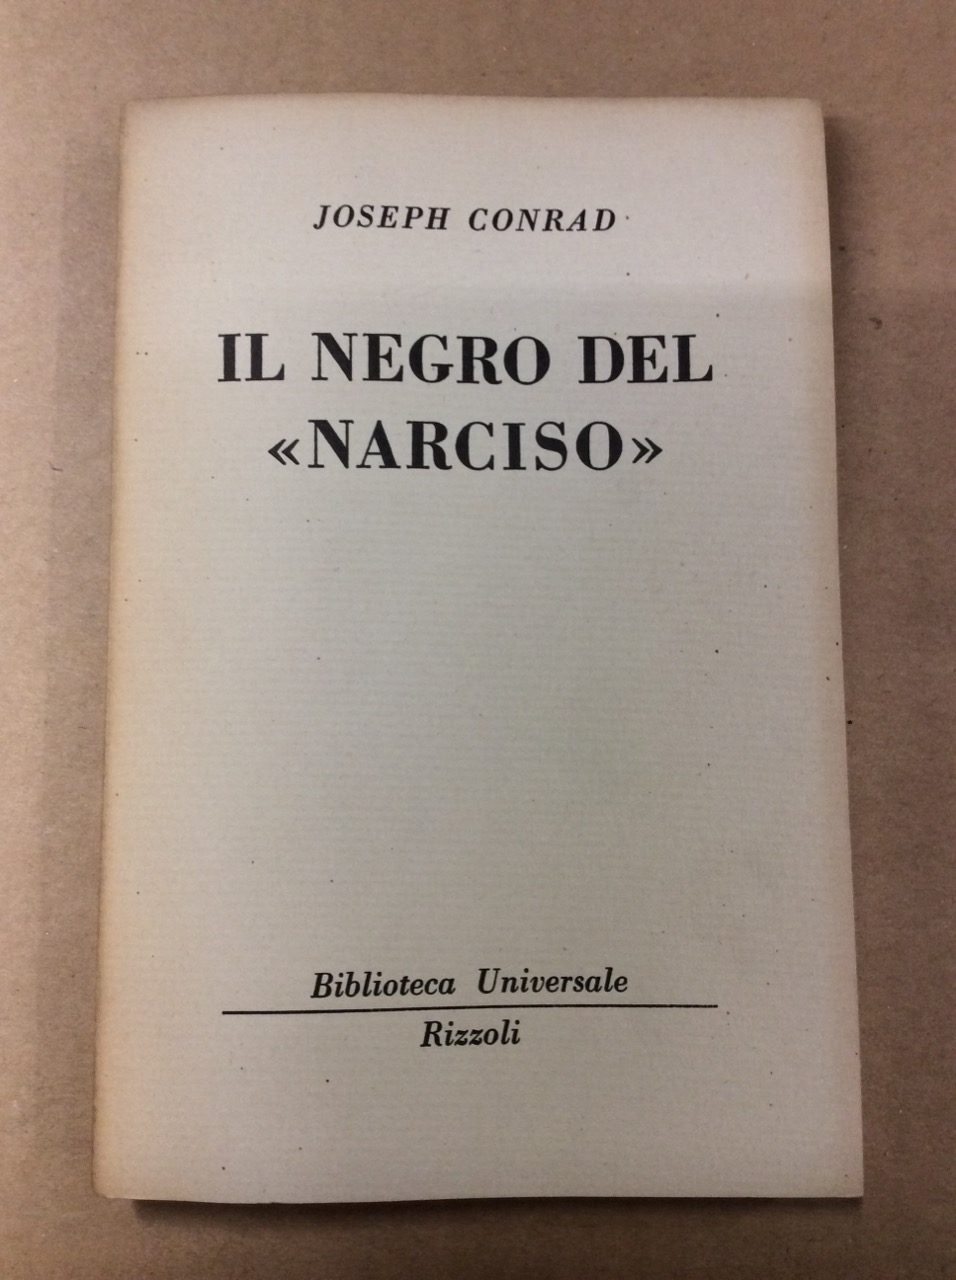 JOSEPH CONRAD
IL NEGRO DEL
«NARCISO»
Biblioteca Universale
Rizzoli